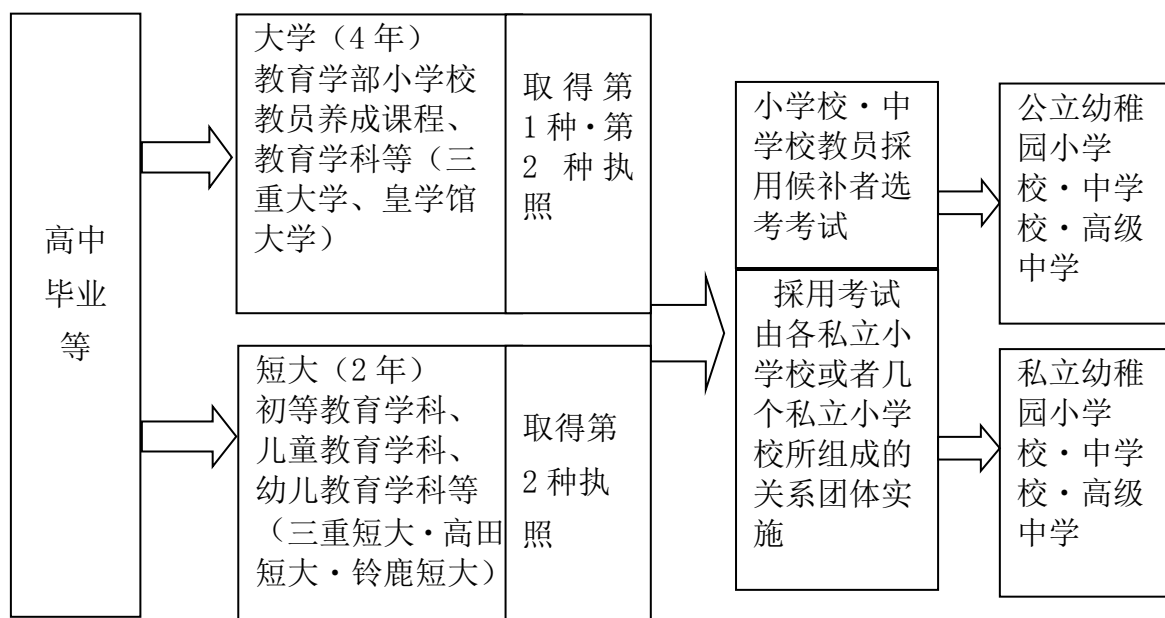 高中
毕业
等
大学（4 年）
教育学部小学校
教员养成课程、
教育学科等（三
重大学、皇学馆
大学）
取得第
1 种·第
2 种执
照
短大（2 年）
初等教育学科、
儿童教育学科、
幼儿教育学科等
（三重短大·高田
短大·铃鹿短大）
取得第
2 种执
照
小学校·中
学校教员採
用候补者选
考考试
採用考试
由各私立小
学校或者几
个私立小学
校所组成的
关系团体实
施
公立幼稚
园小学
校·中学
校·高级
中学
私立幼稚
园小学
校·中学
校·高级
中学